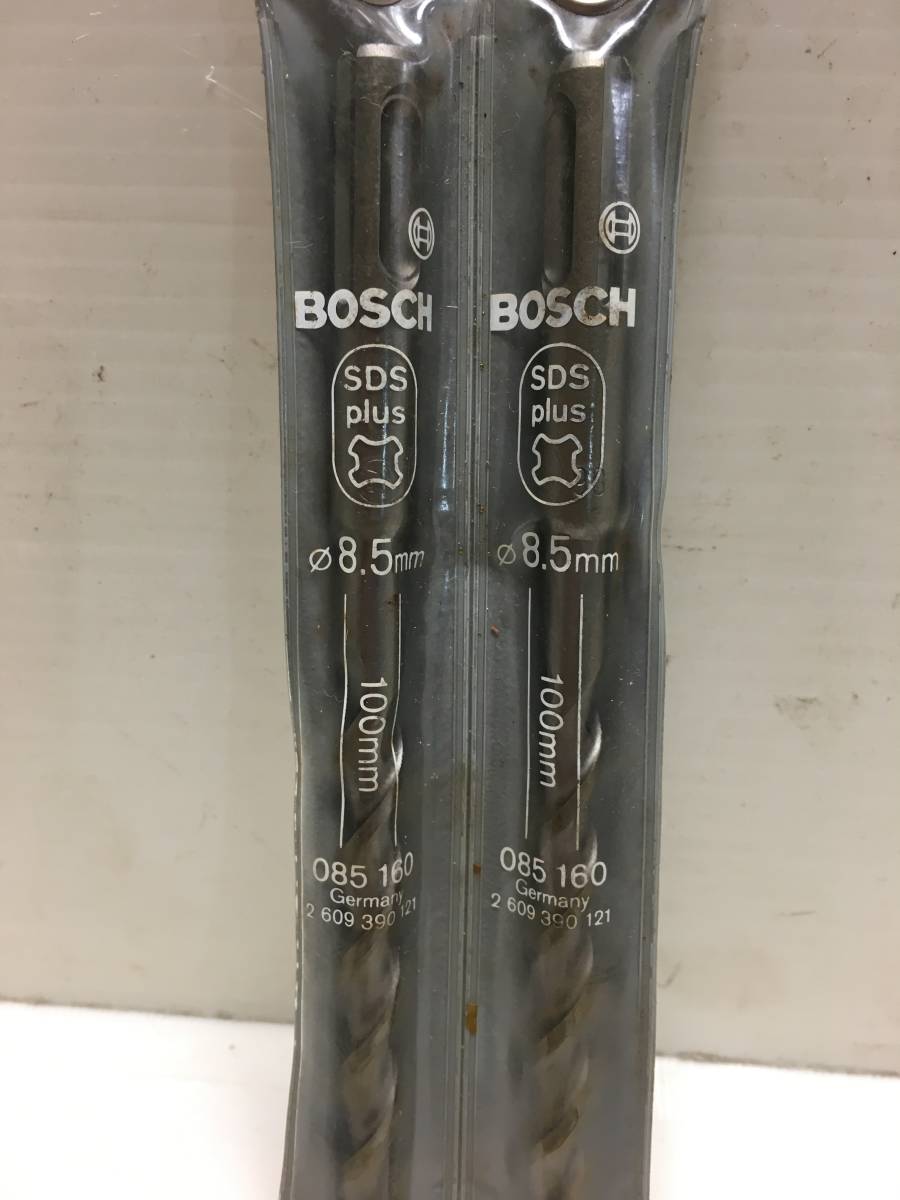 BOSCH
SDS
plus
ø 8.5mm
100mm
085 160
Germany
2 609 390 121
BOSCH
SDS
plus
ø 8.5mm
100mm
085 160
Germany
2 609 390 121